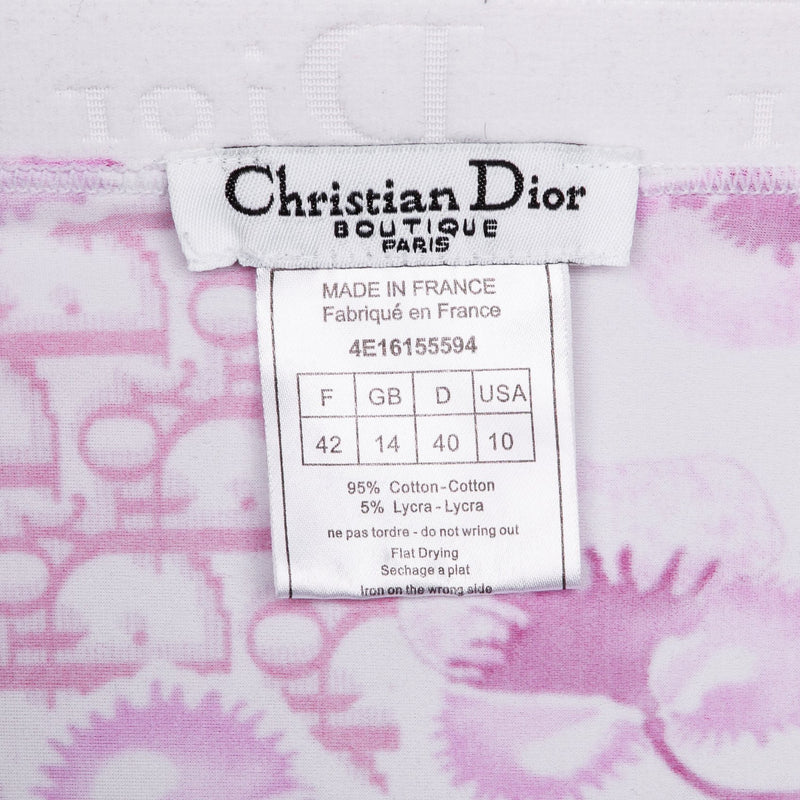 Dior
Christian Dior
BOUTIQUE
PARIS
MADE IN FRANCE
Fabriqué en France
4E16155594
F GB D USA
42 14 40 10
95% Cotton-Cotton
5% Lycra-Lycra
ne pas tordre - do not wring out
Flat Drying
Sechage a plat
Iron on the wrong side